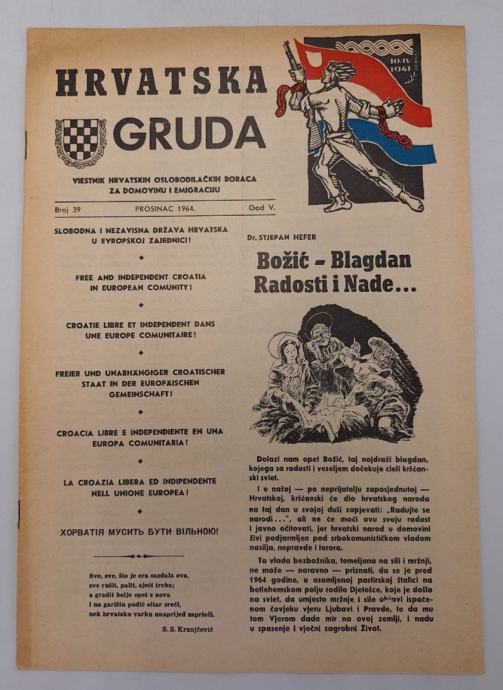 HRVATSKA
GRUDA
10.IV.
1941
VIESTNIK HRVATSKIH OSLOBODILAČKIH BORACA
ZA DOMOVINU I EMIGRACIJU
Broj 39 PROSINAC 1964. God V.
SLOBODNA I NEZAVISNA DRŽAVA HRVATSKA
U EVROPSKOJ ZAJEDNICI!
FREE AND INDEPENDENT CROATIA
IN EUROPEAN COMUNITY!
CROATIE LIBRE ET INDEPENDENT DANS
UNE EUROPE COMUNITAIRE!
FREIER UND UNABHÄNGIGER CROATISCHER
STAAT IN DER EUROPÄISCHEN
GEMEINSCHAFT!
CROACIA LIBRE E INDEPENDIENTE EN UNA
EUROPA COMUNITARIA!
LA CROAZIA LIBERA ED INDIPENDENTE
NELL UNIONE EUROPEA!
ХОРВАТІЯ МУСИТЬ БУТИ ВІЛЬНОЮ!
Sve, sve, što je era sazdala ova,
sve ruši, pali, sjeći treba;
a gradit bolje opet s nova
I na garištu podić oltar sreći,
nek hrvatsku varku unaprijed zapriječi.
S. S. Kranjčević
Dr. STJEPAN HEFER
Božić – Blagdan
Radosti i Nade...
Dolazi nam opet Božić, taj najdraži blagdan,
kojega sa radosti i veseljem dočekuje cieli kršćan-
ski sviet.
I u našoj — po neprijatelju zaposjednutoj —
Hrvatskoj, kršćanski će dio hrvatskog naroda
na taj dan u svojoj duši zapjevati: „Radujte se
narodi...", ali ne će moći ovu svoju radost
i javno očitovati, jer hrvatski narod u domovini
živi podjarmljen pod srbokomunističkom vladom
nasilja, nepravde i terora.
Ta vlada bezbožnika, temeljena na sili i mržnji,
ne može — naravno — priznati, da se je pred
1964 godine, u osamljenoj pastirskoj štalici na
betlehemskom polju rodilo Djetešce, koje je došlo
na sviet, da umjesto mržnje i sile objavi ispaće-
nom čovjeku vjeru Ljubavi i Pravde, te da mu
tom Vjerom dade mir na ovoj zemlji, i nadu
u spasenje i vječni zagrobni Život.